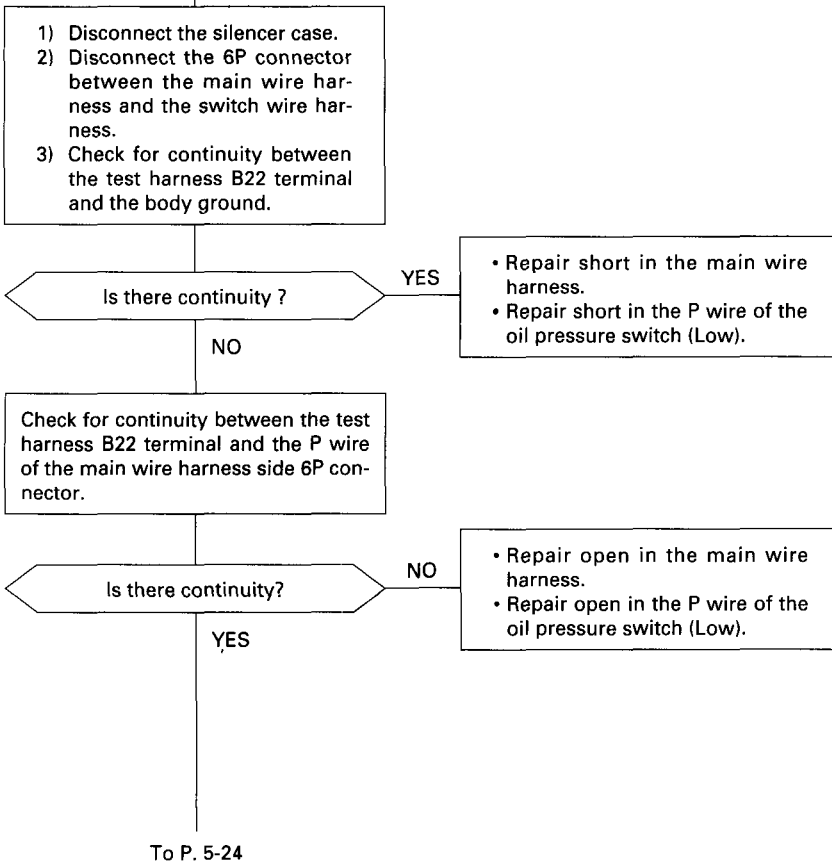 1) Disconnect the silencer case.
2) Disconnect the 6P connector
between the main wire har-
ness and the switch wire har-
ness.
3) Check for continuity between
the test harness B22 terminal
and the body ground.
Is there continuity ?
YES
• Repair short in the main wire
harness.
• Repair short in the P wire of the
oil pressure switch (Low).
NO
Check for continuity between the test
harness B22 terminal and the P wire
of the main wire harness side 6P con-
nector.
Is there continuity?
NO
• Repair open in the main wire
harness.
• Repair open in the P wire of the
oil pressure switch (Low).
YES
To P. 5-24